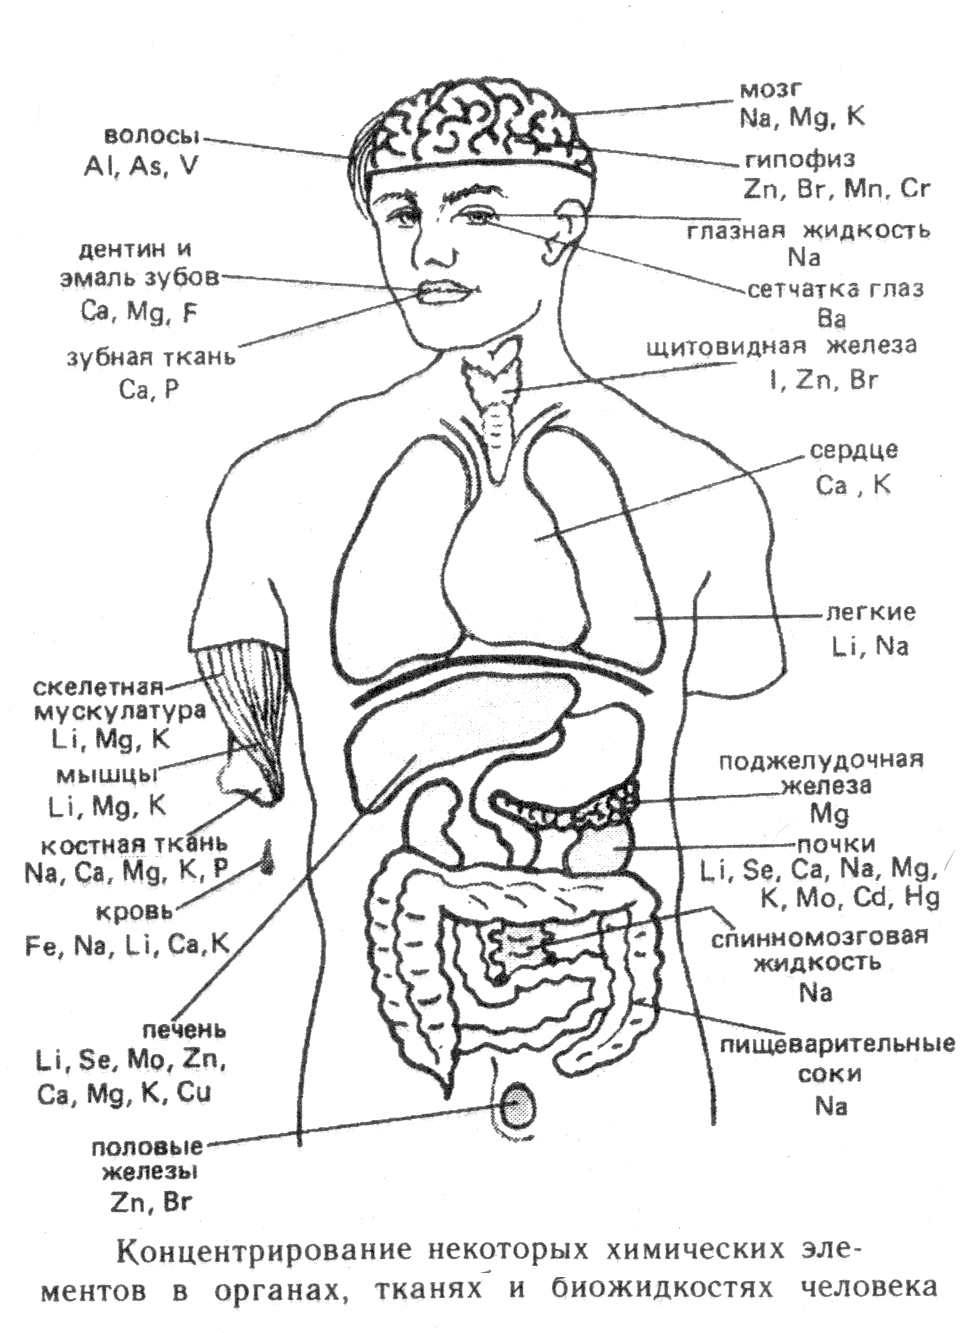 мозг
Na, Mg, K
волосы
Al, As, V
гипофиз
Zn, Br, Mn, Cr
глазная жидкость
Na
дентин и
эмаль зубов
Ca, Mg, F
сетчатка глаз
Ba
зубная ткань
Ca, P
щитовидная железа
I, Zn, Br
сердце
Ca , K
легкие
Li, Na
скелетная
мускулатура
Li, Mg, K
мышцы
Li, Mg, K
поджелудочная
железа
Mg
костная ткань
Na, Ca, Mg, K, P
почки
Li, Se, Ca, Na, Mg,
K, Mo, Cd, Hg
кровь
Fe, Na, Li, Ca, K
спинномозговая
жидкость
Na
печень
Li, Se, Mo, Zn,
Ca, Mg, K, Cu
пищеварительные
соки
Na
половые
железы
Zn, Br
Концентрирование некоторых химических эле-
ментов в органах, тканях и биожидкостях человека